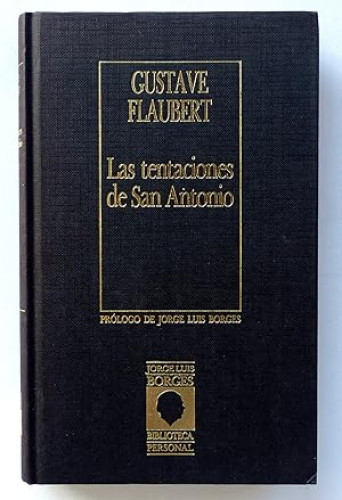 GUSTAVE
FLAUBERT
Las tentaciones
de San Antonio
PRÓLOGO DE JORGE LUIS BORGES
JORGE LUIS
BORGES
BIBLIOTECA
PERSONAL